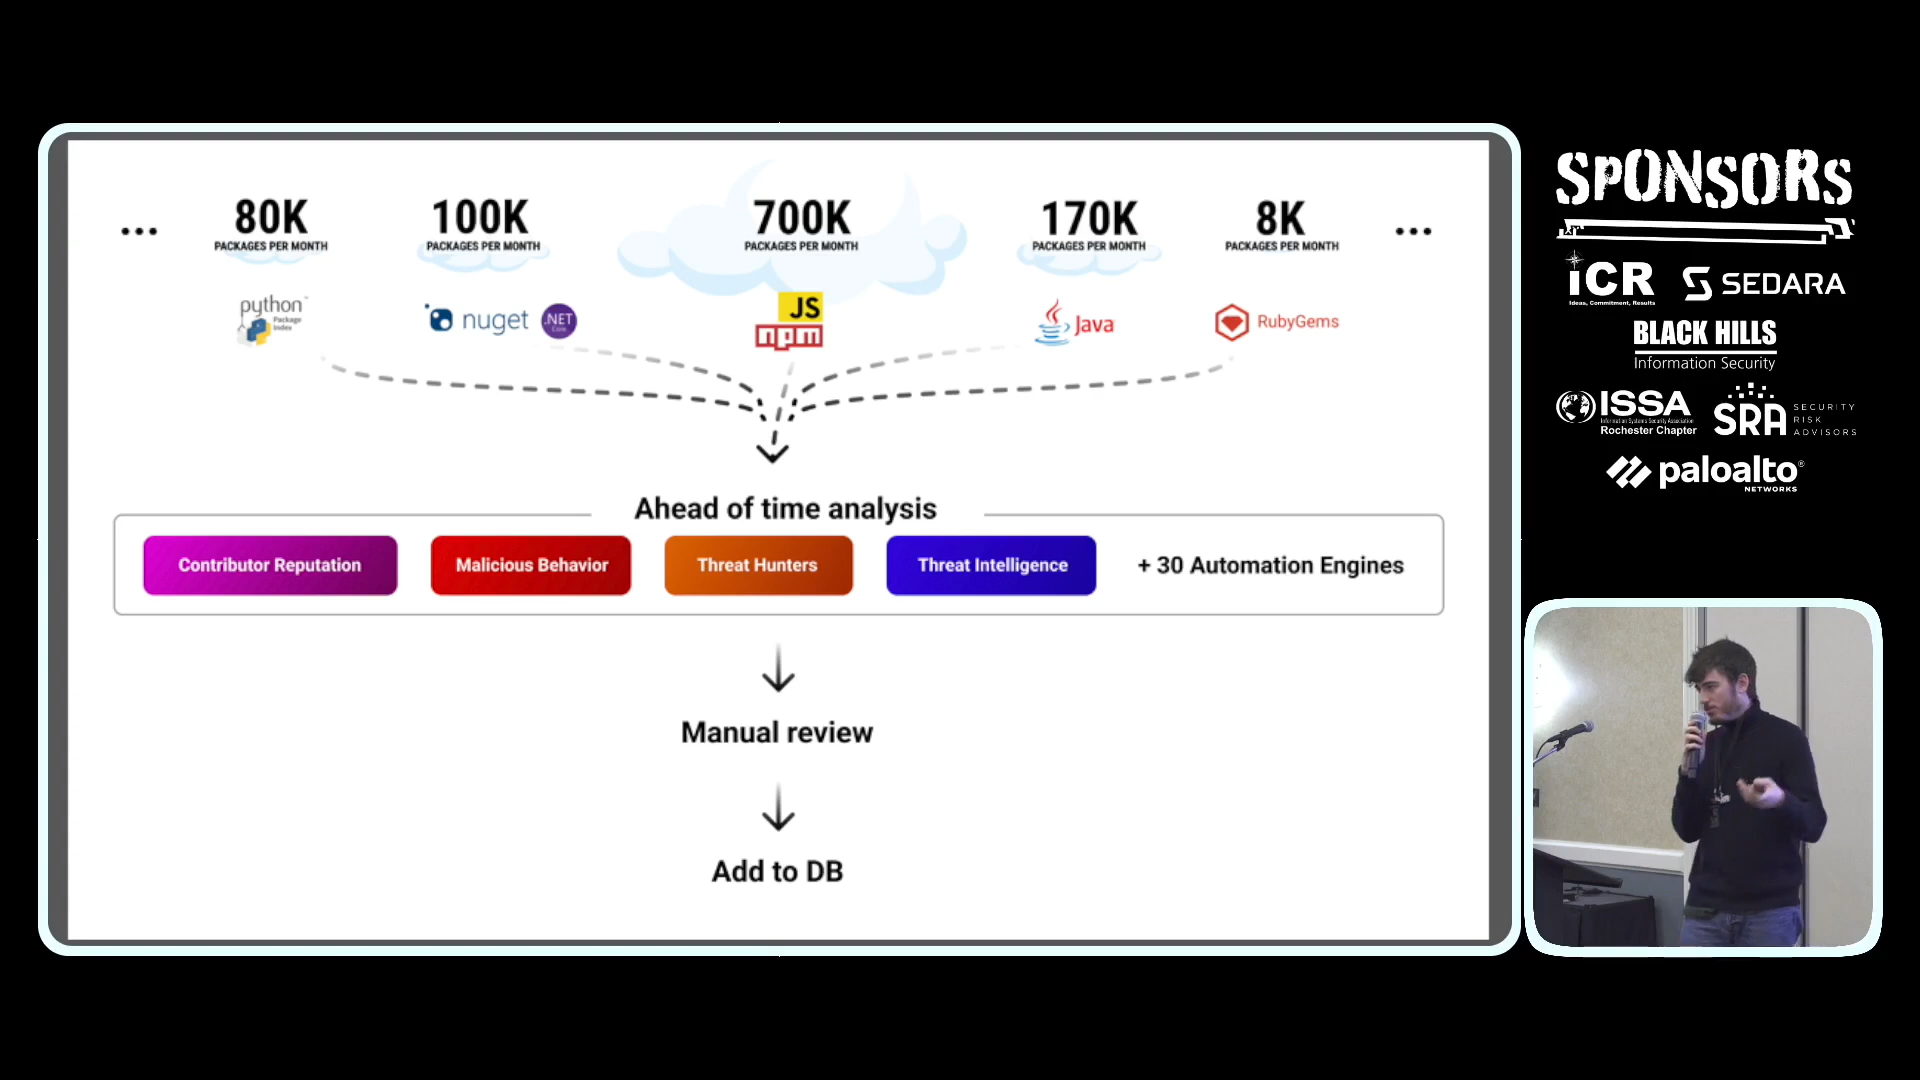 ... 80K 100K 700K 170K 8K ...
PACKAGES PER MONTH PACKAGES PER MONTH PACKAGES PER MONTH PACKAGES PER MONTH PACKAGES PER MONTH
python™
Package
Index
nuget
.NET
Core
JS
npm
Java
RubyGems
Ahead of time analysis
Contributor Reputation
Malicious Behavior
Threat Hunters
Threat Intelligence
+ 30 Automation Engines
Manual review
Add to DB
SPONSORS
iCR
Ideas, Commitment, Results
SEDARA
BLACK HILLS
Information Security
ISSA
Information Systems Security Association
Rochester Chapter
SRA
SECURITY
RISK
ADVISORS
paloalto®
NETWORKS